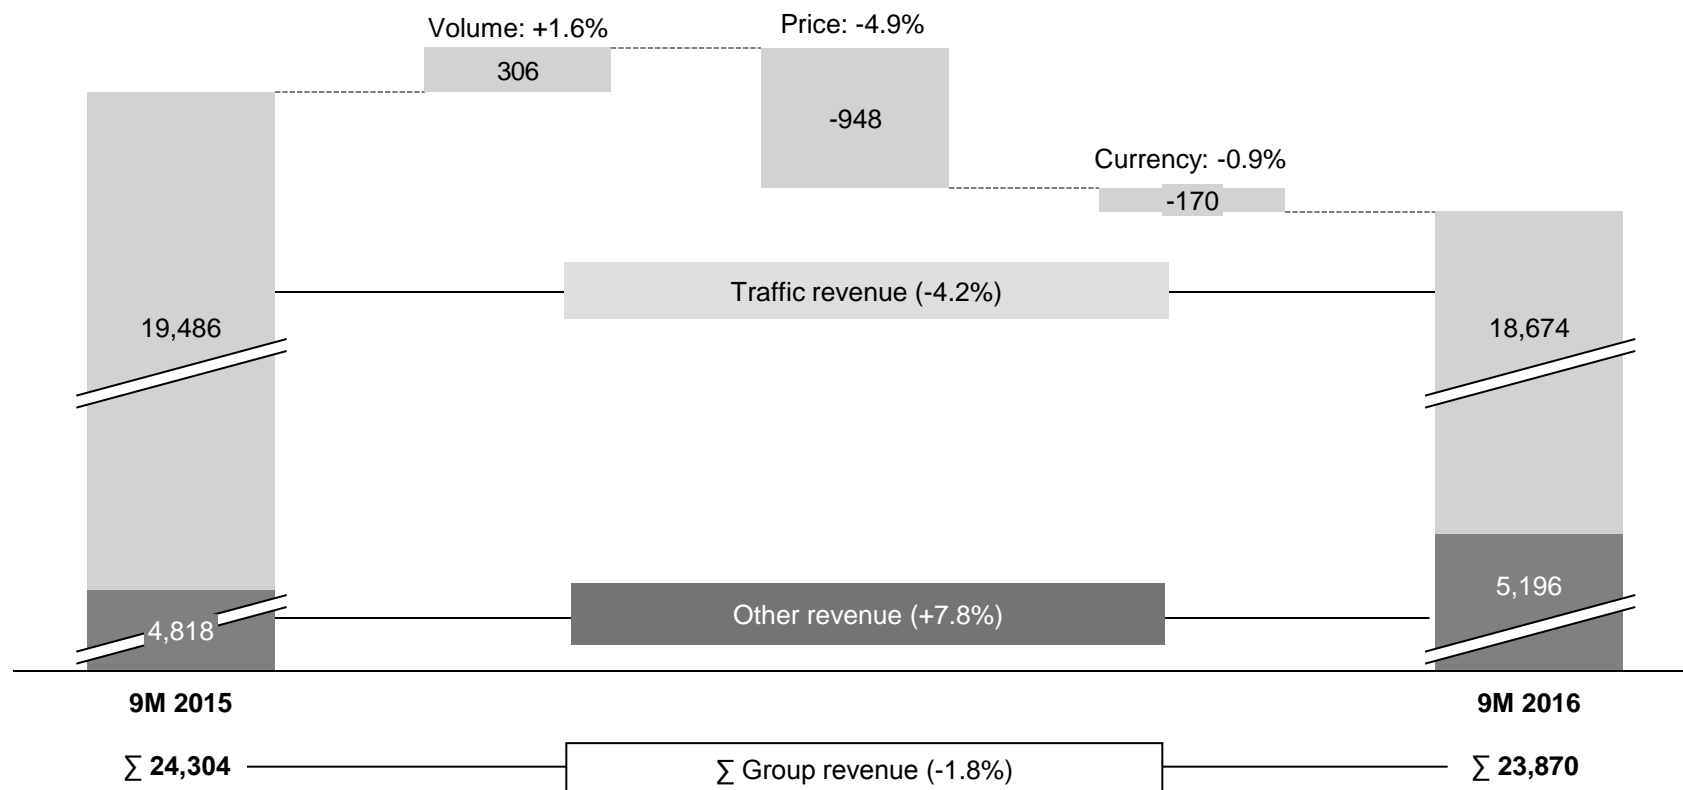 Volume: +1.6%
Price: -4.9%
306
-948
Currency: -0.9%
-170
Traffic revenue (-4.2%)
19,486
18,674
5,196
Other revenue (+7.8%)
4,818
9M 2015
9M 2016
∑ 24,304
∑ Group revenue (-1.8%)
∑ 23,870